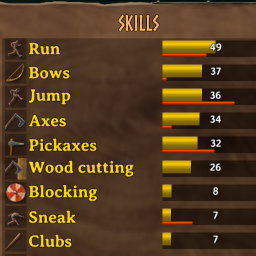 SKILLS
Run 49
Bows 37
Jump 36
Axes 34
Pickaxes 32
Wood cutting 26
Blocking 8
Sneak 7
Clubs 7